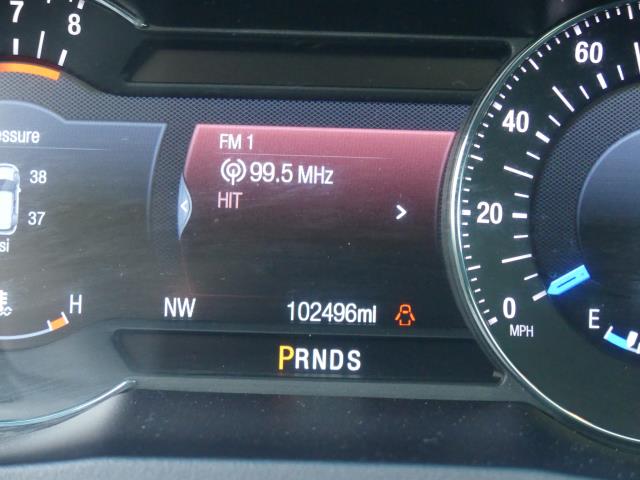 7 8
60
essure
FM 1
40
38
99.5 MHz
37
HIT
20
si
H
NW
102496mi
0
MPH
E
PRNDS